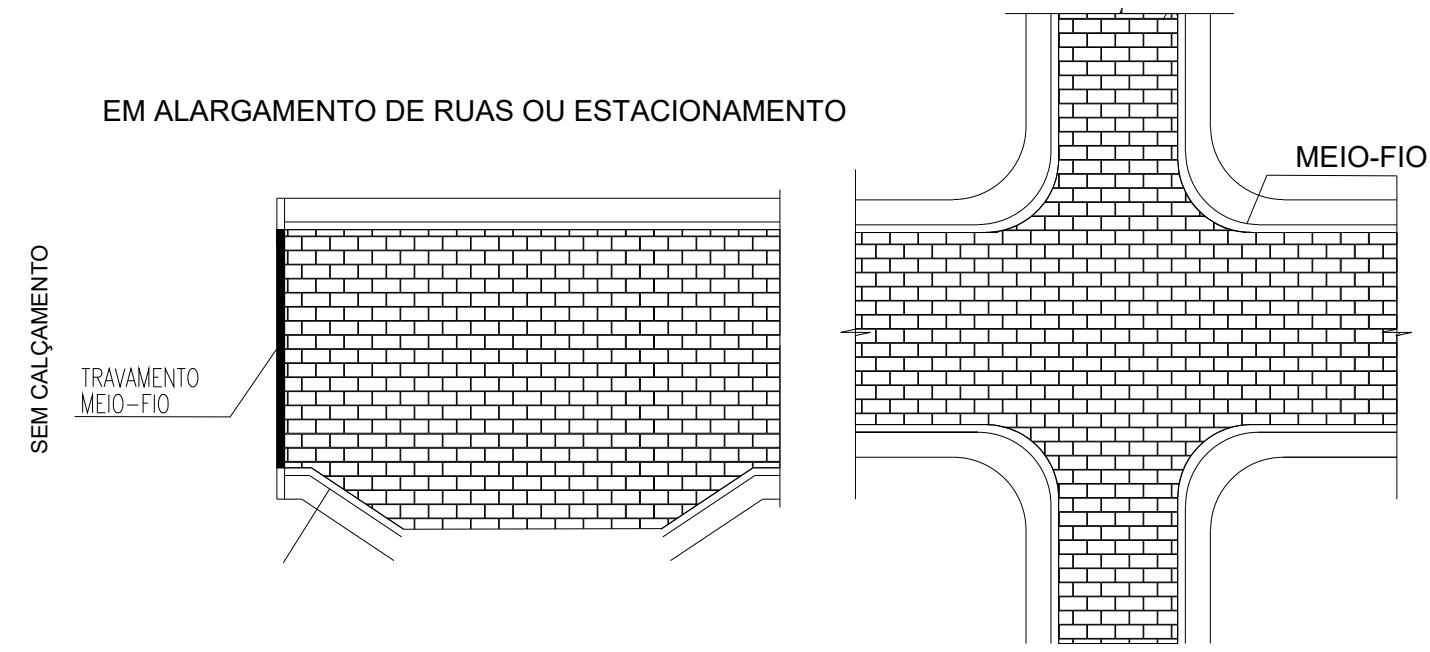 EM ALARGAMENTO DE RUAS OU ESTACIONAMENTO
MEIO-FIO
SEM CALÇAMENTO
TRAVAMENTO
MEIO-FIO